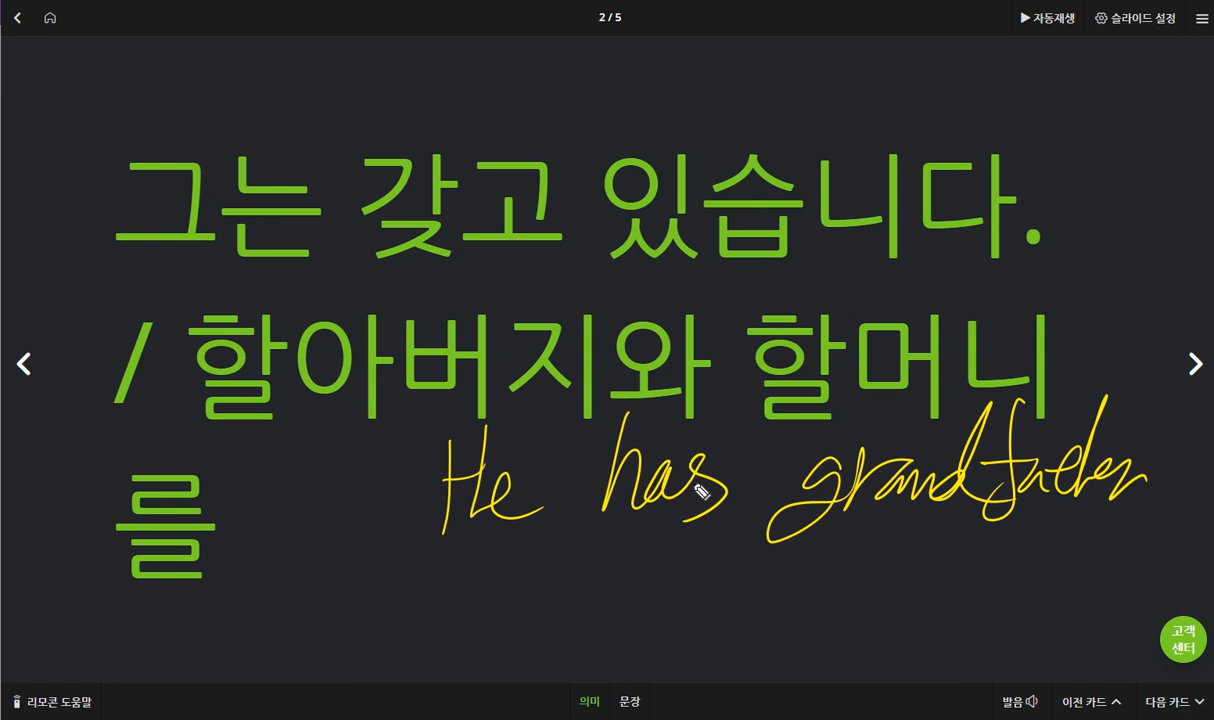 2 / 5
자동재생
슬라이드 설정
그는 갖고 있습니다.
/ 할아버지와 할머니
를
He has grandfather
고객
센터
리모콘 도움말
의미
문장
발음
이전 카드
다음 카드